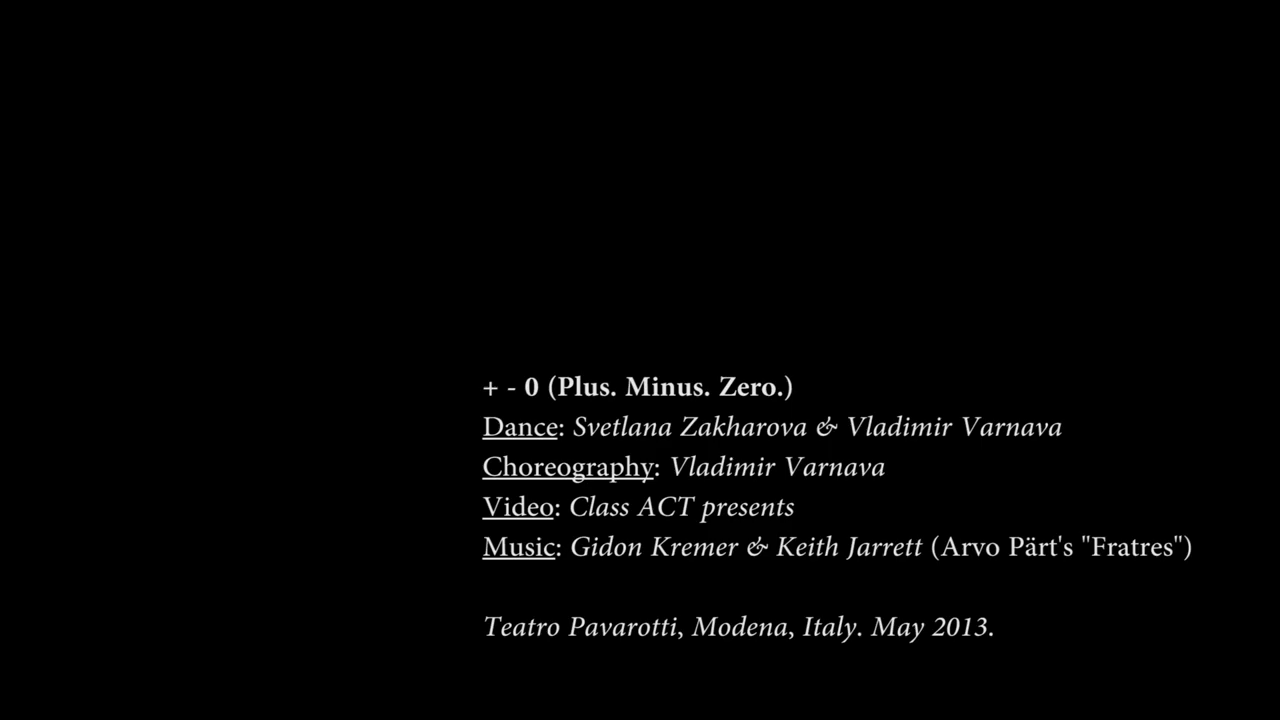 + - 0 (Plus. Minus. Zero.)
Dance: Svetlana Zakharova & Vladimir Varnava
Choreography: Vladimir Varnava
Video: Class ACT presents
Music: Gidon Kremer & Keith Jarrett (Arvo Pärt's "Fratres")
Teatro Pavarotti, Modena, Italy. May 2013.